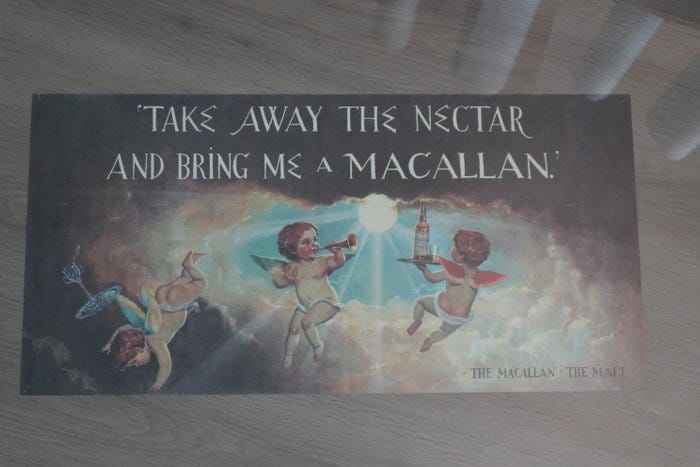 'TAKE AWAY THE NECTAR
AND BRING ME A MACALLAN.'
· THE MACALLAN · THE MALT ·